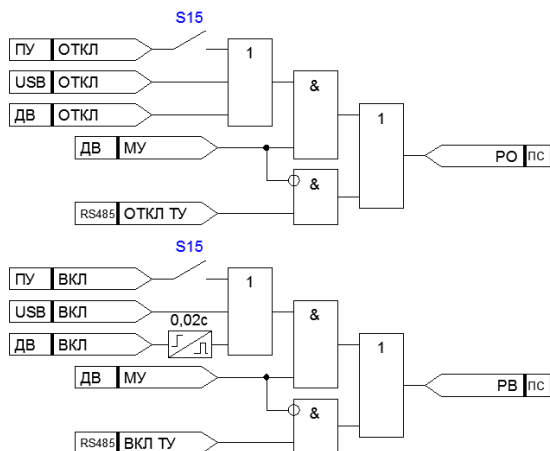 S15
ПУ ОТКЛ
1
USB ОТКЛ
&
ДВ ОТКЛ
1
ДВ МУ
РО ПС
&
RS485 ОТКЛ ТУ
S15
ПУ ВКЛ
1
USB ВКЛ
0,02с
&
ДВ ВКЛ
1
ДВ МУ
РВ ПС
&
RS485 ВКЛ ТУ